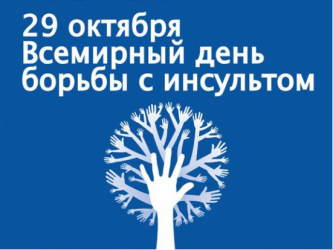 29 октября
Всемирный день
борьбы с инсультом